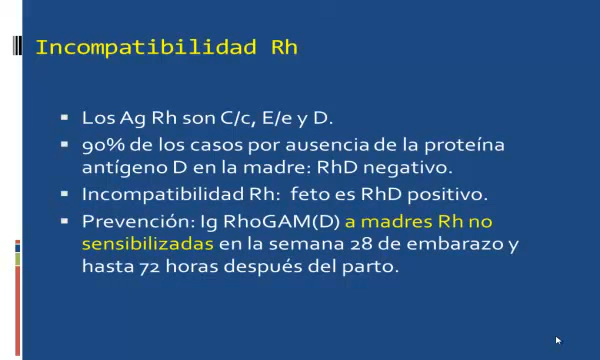 Incompatibilidad Rh
Los Ag Rh son C/c, E/e y D.
90% de los casos por ausencia de la proteína
antígeno D en la madre: RhD negativo.
Incompatibilidad Rh: feto es RhD positivo.
Prevención: Ig RhoGAM(D) a madres Rh no
sensibilizadas en la semana 28 de embarazo y
hasta 72 horas después del parto.